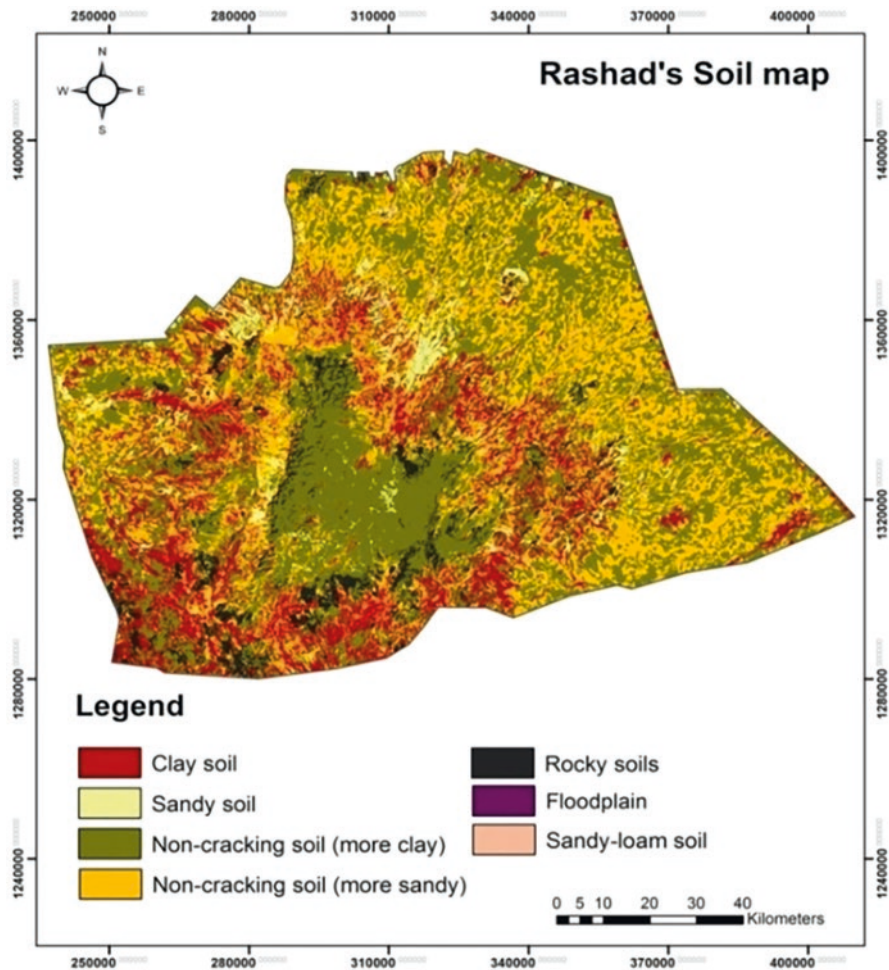 250000 280000 310000 340000 370000 400000
N
W E
S
Rashad's Soil map
1400000 1400000
1360000 1360000
1320000 1320000
1280000 1280000
Legend
Clay soil
Sandy soil
Non-cracking soil (more clay)
Non-cracking soil (more sandy)
Rocky soils
Floodplain
Sandy-loam soil
1240000 1240000
0 5 10 20 30 40
Kilometers
250000 280000 310000 340000 370000 400000